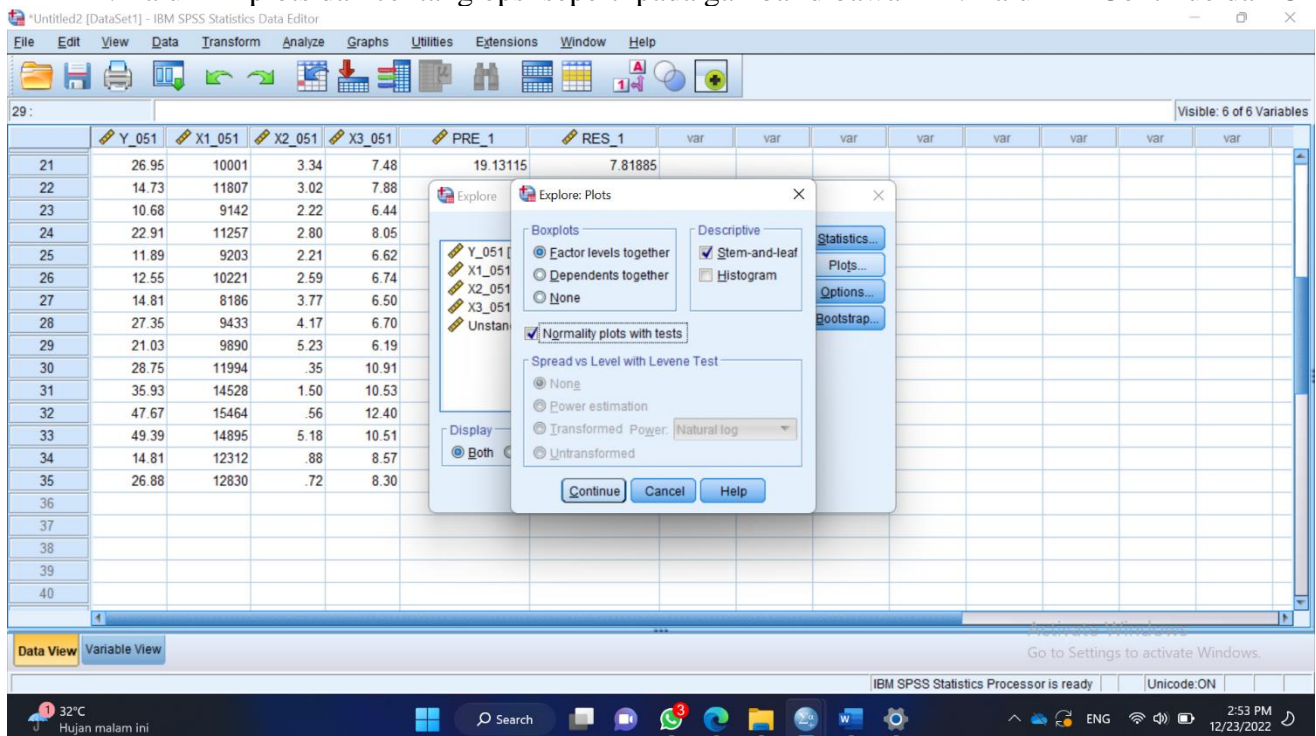 *Untitled2 [DataSet1] - IBM SPSS Statistics Data Editor
File Edit View Data Transform Analyze Graphs Utilities Extensions Window Help
29 :
Visible: 6 of 6 Variables
Y_051 X1_051 X2_051 X3_051 PRE_1 RES_1 var var var var var var var
21 26.95 10001 3.34 7.48 19.13115 7.81885
22 14.73 11807 3.02 7.88
23 10.68 9142 2.22 6.44
24 22.91 11257 2.80 8.05
25 11.89 9203 2.21 6.62
26 12.55 10221 2.59 6.74
27 14.81 8186 3.77 6.50
28 27.35 9433 4.17 6.70
29 21.03 9890 5.23 6.19
30 28.75 11994 .35 10.91
31 35.93 14528 1.50 10.53
32 47.67 15464 .56 12.40
33 49.39 14895 5.18 10.51
34 14.81 12312 .88 8.57
35 26.88 12830 .72 8.30
36
37
38
39
40
Explore
Y_051 [
X1_051
X2_051
X3_051
Unstan
Display
Both
Statistics...
Plots...
Options...
Bootstrap...
Explore: Plots
Boxplots
Factor levels together
Dependents together
None
Descriptive
Stem-and-leaf
Histogram
Normality plots with tests
Spread vs Level with Levene Test
None
Power estimation
Transformed Power: Natural log
Untransformed
Continue Cancel Help
Activate Windows
Go to Settings to activate Windows.
Data View Variable View
IBM SPSS Statistics Processor is ready Unicode:ON
1 32°C
Hujan malam ini
Search
3
ENG
2:53 PM
12/23/2022